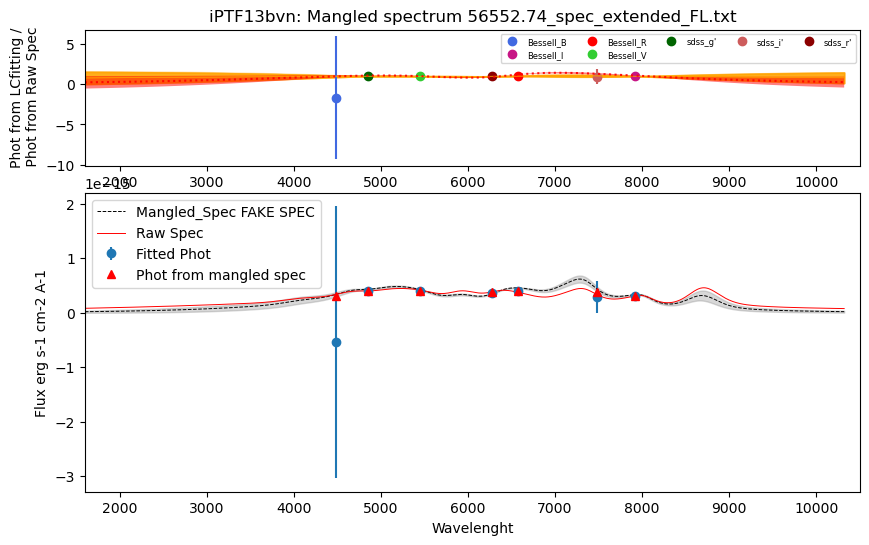 iPTF13bvn: Mangled spectrum 56552.74_spec_extended_FL.txt
Phot from LCfitting /
Phot from Raw Spec
5
0
−5
−10
Bessell_B
Bessell_I
Bessell_R
Bessell_V
sdss_g'
sdss_i'
sdss_r'
2000 3000 4000 5000 6000 7000 8000 9000 10000
1e−15
Flux erg s-1 cm-2 A-1
2
1
0
−1
−2
−3
Mangled_Spec FAKE SPEC
Raw Spec
Fitted Phot
Phot from mangled spec
2000 3000 4000 5000 6000 7000 8000 9000 10000
Wavelenght